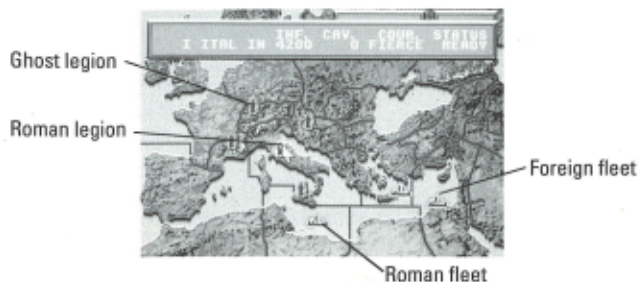 INF. CAV. COUR. STATUS
I ITAL IN 4200 0 FIERCE READY
Ghost legion
Roman legion
Foreign fleet
Roman fleet